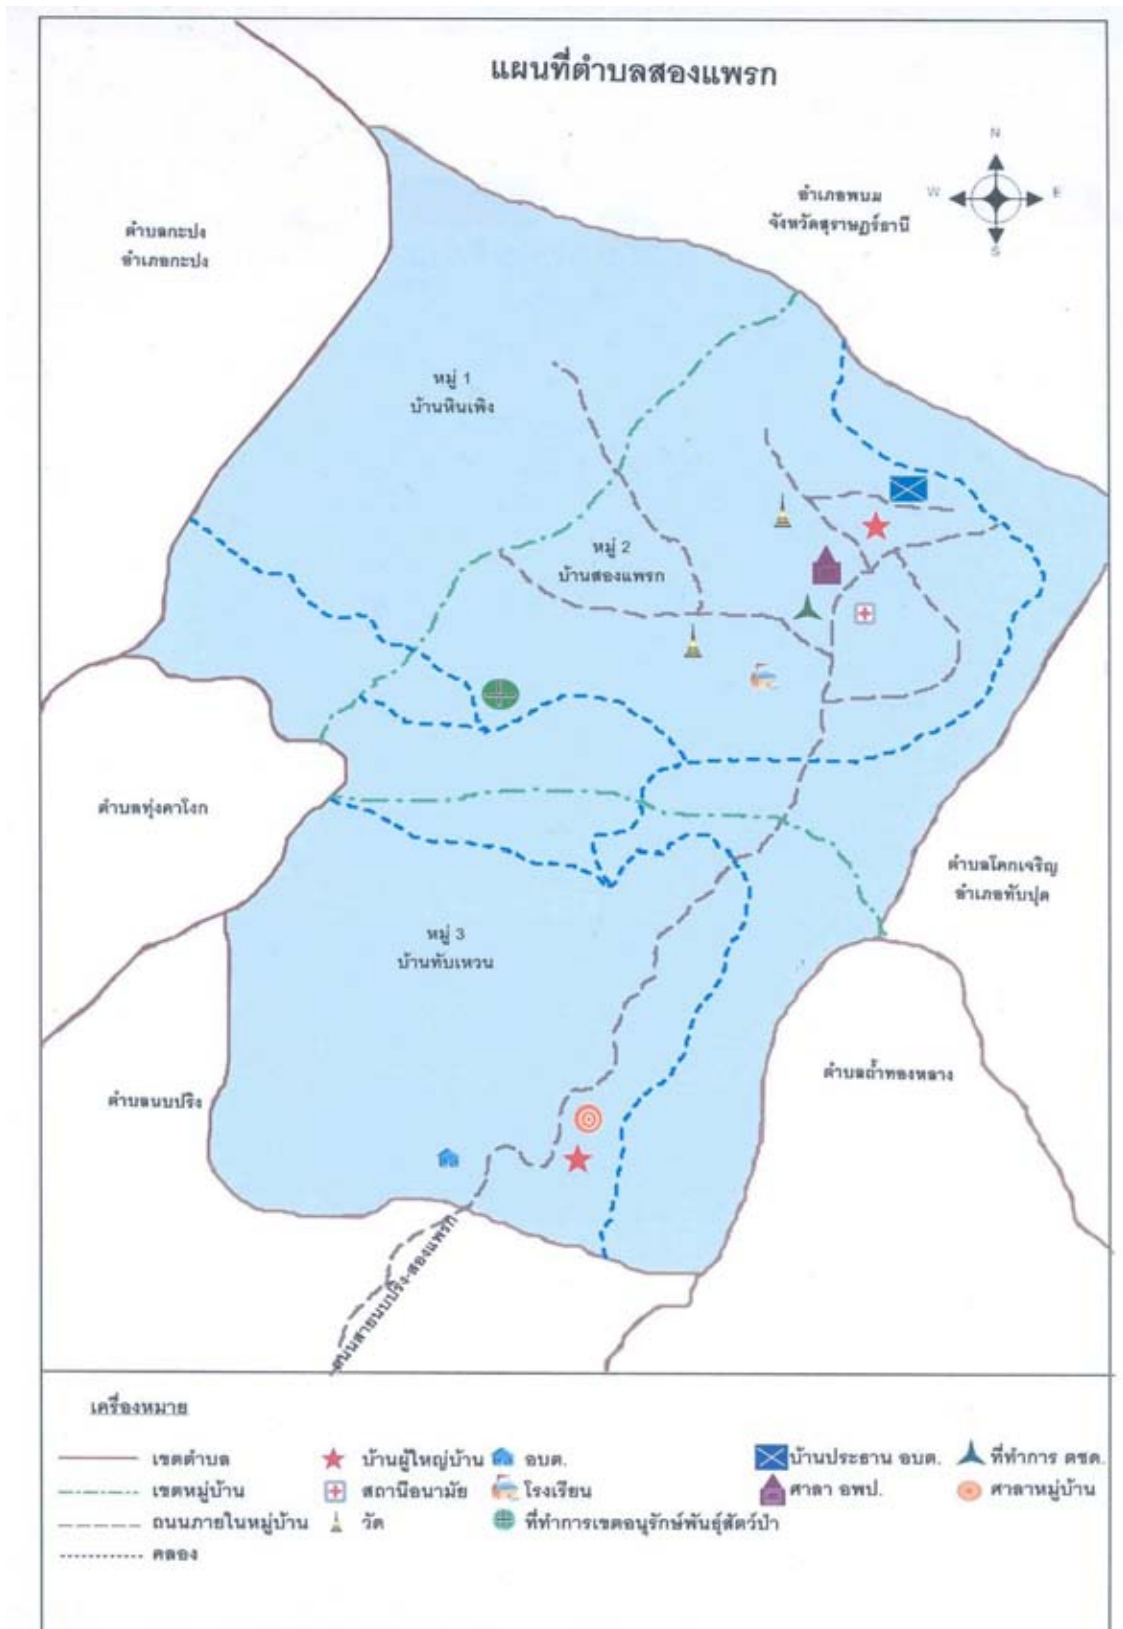 แผนที่ตำบลสองแพรก
N
W
E
S
อำเภอพนม
จังหวัดสุราษฎร์ธานี
ตำบลกะปง
อำเภอกะปง
หมู่ 1
บ้านหินเพิง
หมู่ 2
บ้านสองแพรก
ตำบลทุ่งคาโงก
ตำบลโคกเจริญ
อำเภอทับปุด
หมู่ 3
บ้านทับเหวน
ตำบลถ้ำทองหลาง
ตำบลนบปริง
ถนนสายนบปริง-สองแพรก
เครื่องหมาย
เขตตำบล
บ้านผู้ใหญ่บ้าน
อบต.
บ้านประธาน อบต.
ที่ทำการ ตชด.
เขตหมู่บ้าน
สถานีอนามัย
โรงเรียน
ศาลา อพป.
ศาลาหมู่บ้าน
ถนนภายในหมู่บ้าน
วัด
ที่ทำการเขตอนุรักษ์พันธุ์สัตว์ป่า
คลอง